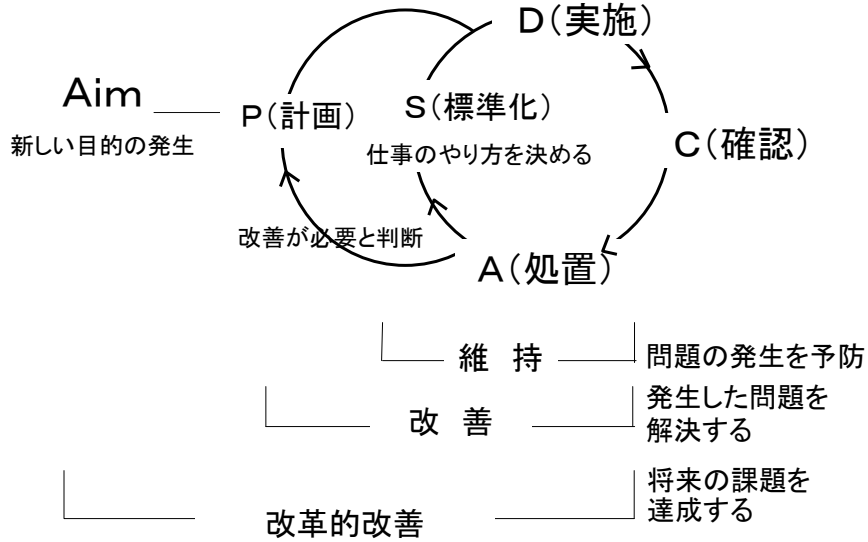 D(実施)
Aim
P(計画)
S(標準化)
C(確認)
新しい目的の発生
仕事のやり方を決める
改善が必要と判断
A(処置)
維 持
問題の発生を予防
改 善
発生した問題を
解決する
改革的改善
将来の課題を
達成する